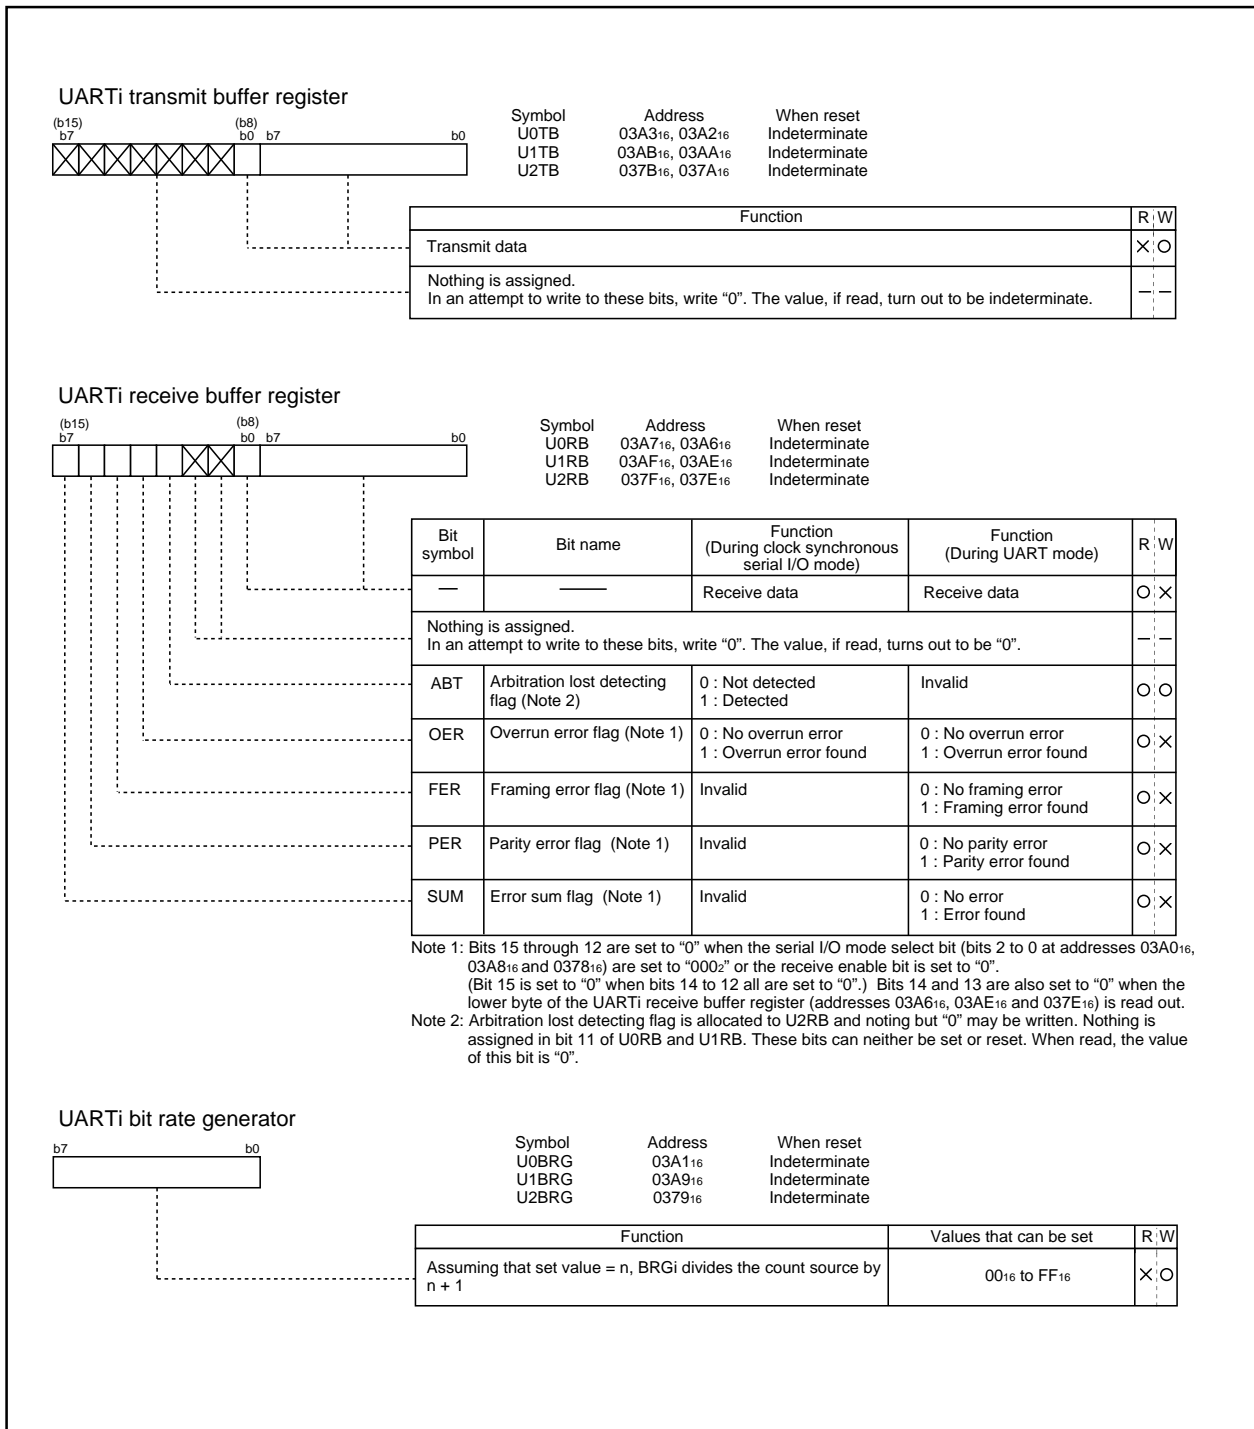 UARTi transmit buffer register
Symbol Address When reset
(b15) (b8)
b7 b0 b7 b0
U0TB 03A3₁₆, 03A2₁₆ Indeterminate
U1TB 03AB₁₆, 03AA₁₆ Indeterminate
U2TB 037B₁₆, 037A₁₆ Indeterminate
Function R W
Transmit data × ○
Nothing is assigned.
In an attempt to write to these bits, write “0”. The value, if read, turn out to be indeterminate. — —
UARTi receive buffer register
(b15) (b8)
b7 b0 b7 b0
Symbol Address When reset
U0RB 03A7₁₆, 03A6₁₆ Indeterminate
U1RB 03AF₁₆, 03AE₁₆ Indeterminate
U2RB 037F₁₆, 037E₁₆ Indeterminate
Bit symbol Bit name Function (During clock synchronous serial I/O mode) Function (During UART mode) R W
— — Receive data Receive data ○ ×
Nothing is assigned.
In an attempt to write to these bits, write “0”. The value, if read, turns out to be “0”. — —
ABT Arbitration lost detecting flag (Note 2) 0 : Not detected 1 : Detected Invalid ○ ○
OER Overrun error flag (Note 1) 0 : No overrun error 1 : Overrun error found 0 : No overrun error 1 : Overrun error found ○ ×
FER Framing error flag (Note 1) Invalid 0 : No framing error 1 : Framing error found ○ ×
PER Parity error flag (Note 1) Invalid 0 : No parity error 1 : Parity error found ○ ×
SUM Error sum flag (Note 1) Invalid 0 : No error 1 : Error found ○ ×
Note 1: Bits 15 through 12 are set to “0” when the serial I/O mode select bit (bits 2 to 0 at addresses 03A0₁₆,
03A8₁₆ and 0378₁₆) are set to “000₂” or the receive enable bit is set to “0”.
(Bit 15 is set to “0” when bits 14 to 12 all are set to “0”.) Bits 14 and 13 are also set to “0” when the
lower byte of the UARTi receive buffer register (addresses 03A6₁₆, 03AE₁₆ and 037E₁₆) is read out.
Note 2: Arbitration lost detecting flag is allocated to U2RB and noting but “0” may be written. Nothing is
assigned in bit 11 of U0RB and U1RB. These bits can neither be set or reset. When read, the value
of this bit is “0”.
UARTi bit rate generator
b7 b0
Symbol Address When reset
U0BRG 03A1₁₆ Indeterminate
U1BRG 03A9₁₆ Indeterminate
U2BRG 0379₁₆ Indeterminate
Function Values that can be set R W
Assuming that set value = n, BRGi divides the count source by
n + 1 00₁₆ to FF₁₆ × ○